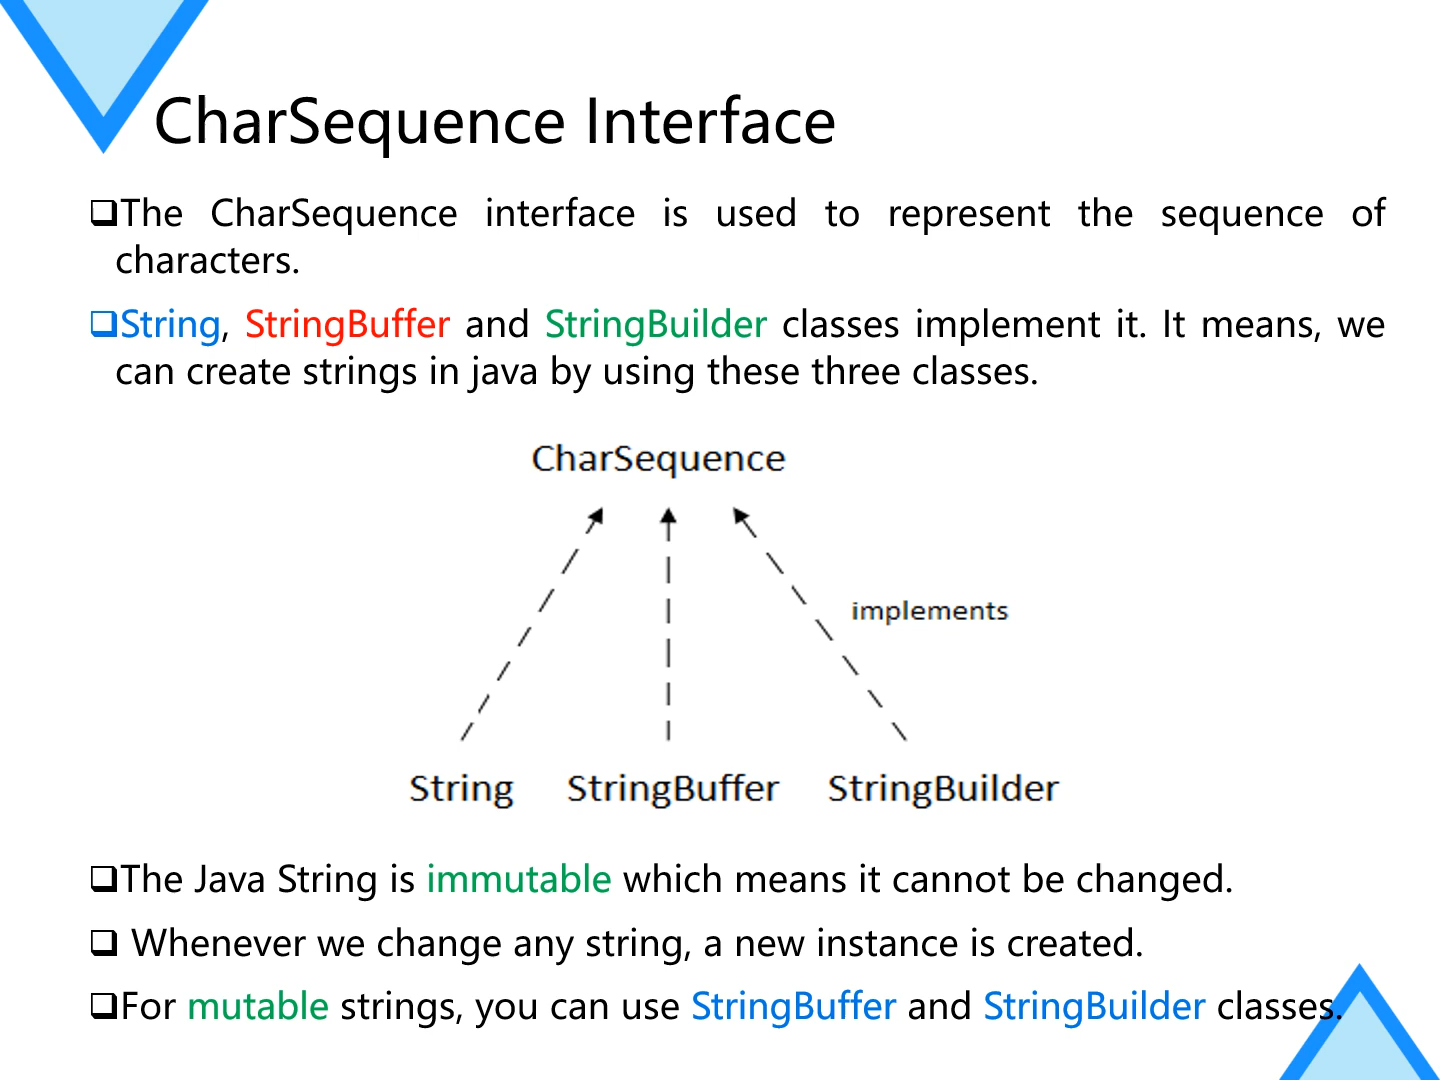 CharSequence Interface
❑The CharSequence interface is used to represent the sequence of
characters.
❑String, StringBuffer and StringBuilder classes implement it. It means, we
can create strings in java by using these three classes.
CharSequence
implements
String StringBuffer StringBuilder
❑The Java String is immutable which means it cannot be changed.
❑ Whenever we change any string, a new instance is created.
❑For mutable strings, you can use StringBuffer and StringBuilder classes.